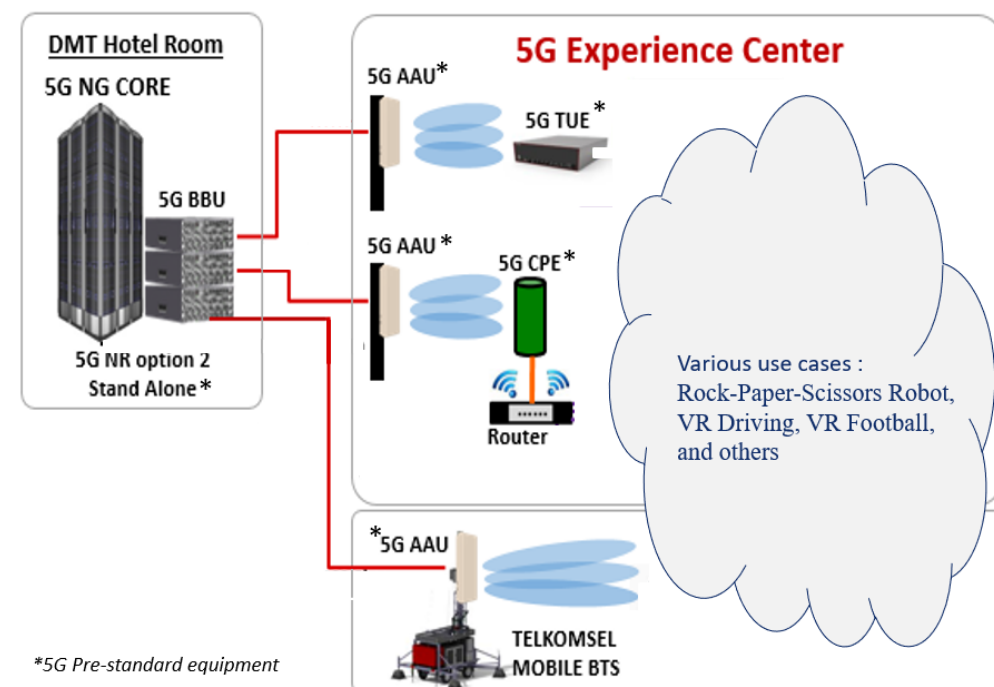 DMT Hotel Room
5G NG CORE
5G BBU
5G NR option 2
Stand Alone*
5G Experience Center
5G AAU*
5G TUE*
5G AAU*
5G CPE*
Router
Various use cases :
Rock-Paper-Scissors Robot,
VR Driving, VR Football,
and others
*5G AAU
TELKOMSEL
MOBILE BTS
*5G Pre-standard equipment